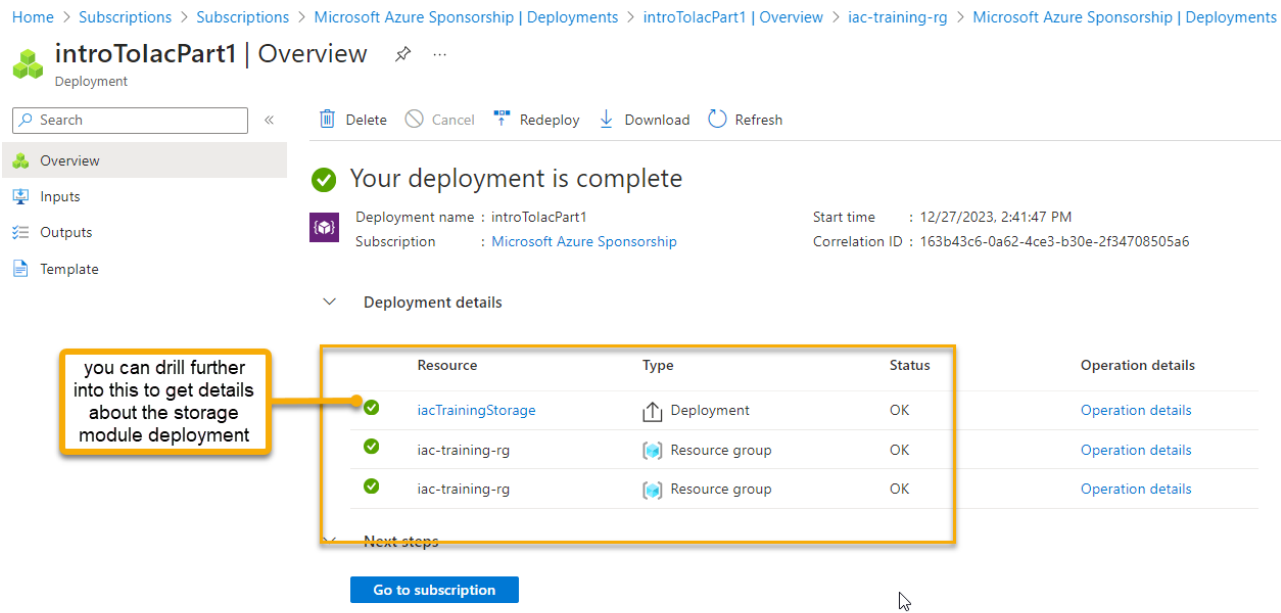 Home > Subscriptions > Subscriptions > Microsoft Azure Sponsorship | Deployments > introToIacPart1 | Overview > iac-training-rg > Microsoft Azure Sponsorship | Deployments
introToIacPart1 | Overview ...
Deployment
Search «
Delete Cancel Redeploy Download Refresh
Overview
Inputs
Outputs
Template
Your deployment is complete
Deployment name : introToIacPart1
Subscription : Microsoft Azure Sponsorship
Start time : 12/27/2023, 2:41:47 PM
Correlation ID : 163b43c6-0a62-4ce3-b30e-2f34708505a6
Deployment details
you can drill further
into this to get details
about the storage
module deployment
Resource Type Status Operation details
iacTrainingStorage Deployment OK Operation details
iac-training-rg Resource group OK Operation details
iac-training-rg Resource group OK Operation details
Next steps
Go to subscription